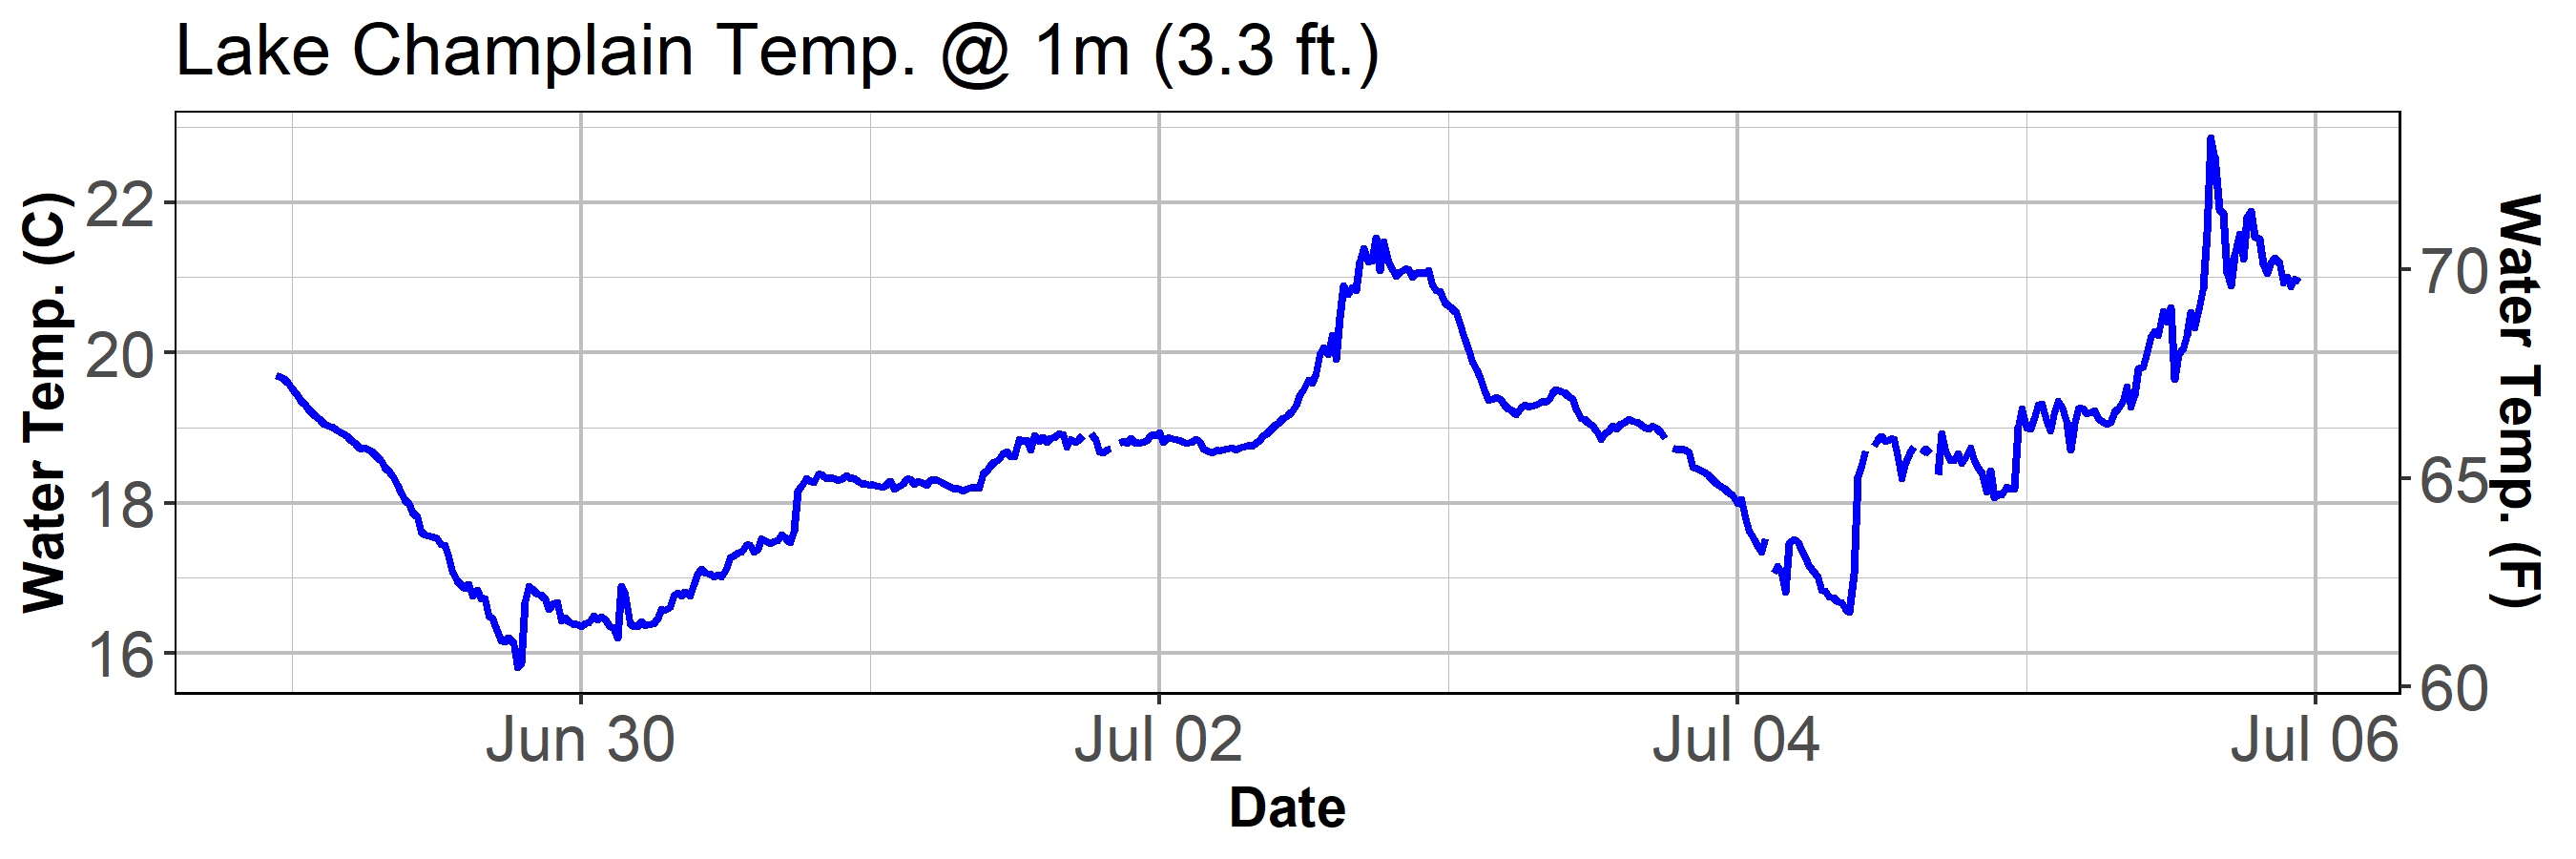 Lake Champlain Temp. @ 1m (3.3 ft.)
Water Temp. (C)
22
20
18
16
70
65
60
Water Temp. (F)
Jun 30
Jul 02
Jul 04
Jul 06
Date